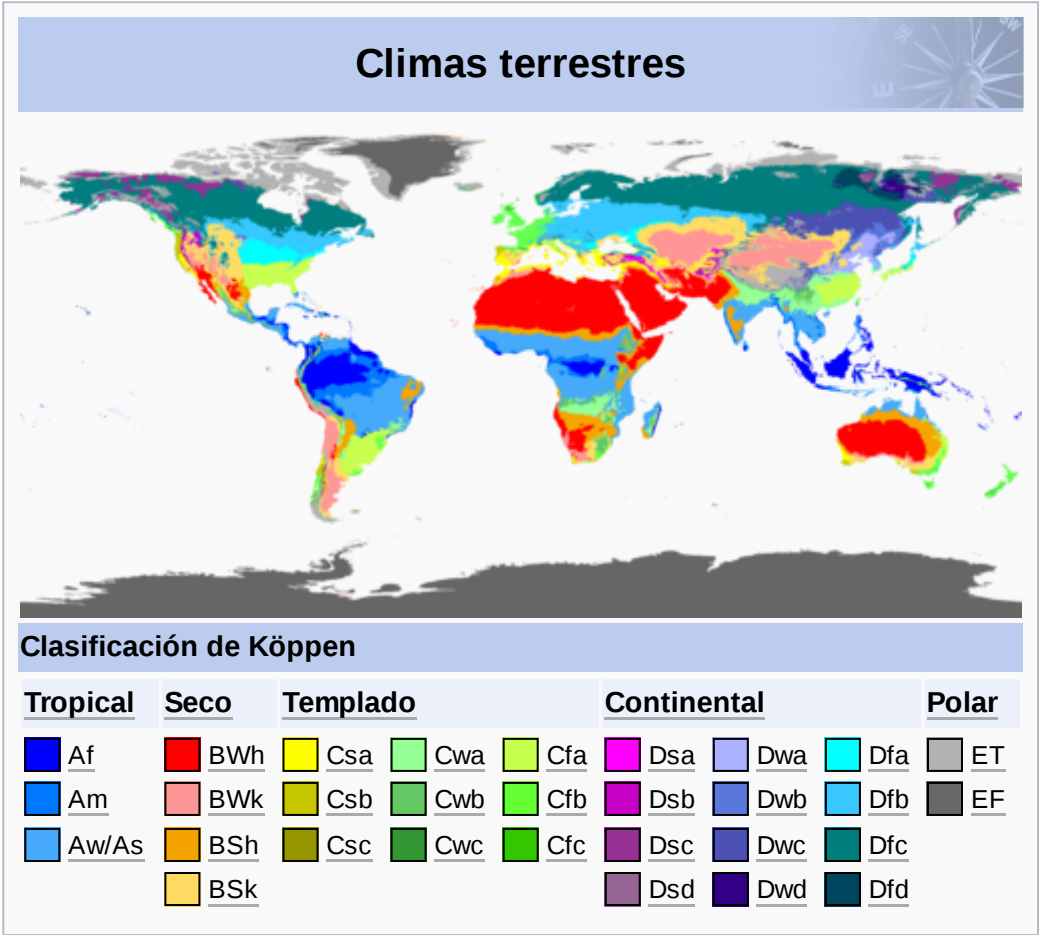 Climas terrestres
SE
SW
E
Clasificación de Köppen
Tropical Seco Templado Continental Polar
Af BWh Csa Cwa Cfa Dsa Dwa Dfa ET
Am BWk Csb Cwb Cfb Dsb Dwb Dfb EF
Aw/As BSh Csc Cwc Cfc Dsc Dwc Dfc
BSk Dsd Dwd Dfd